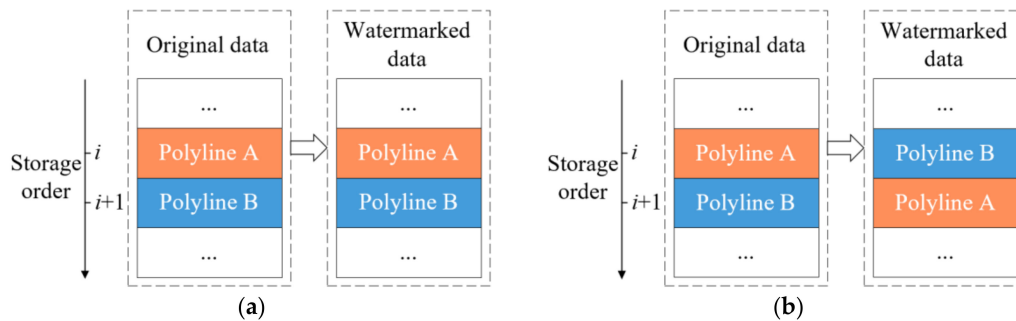 Original data
Watermarked
data
...
...
Storage
order
i
Polyline A
Polyline A
i+1
Polyline B
Polyline B
...
...
(a)
Original data
Watermarked
data
...
...
Storage
order
i
Polyline A
Polyline B
i+1
Polyline B
Polyline A
...
...
(b)